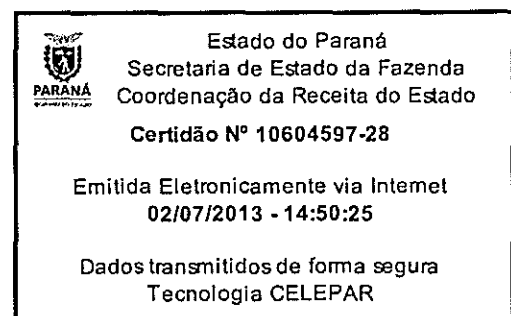 Estado do Paraná
Secretaria de Estado da Fazenda
PARANÁ
Coordenação da Receita do Estado
Certidão Nº 10604597-28
Emitida Eletronicamente via Internet
02/07/2013 - 14:50:25
Dados transmitidos de forma segura
Tecnologia CELEPAR